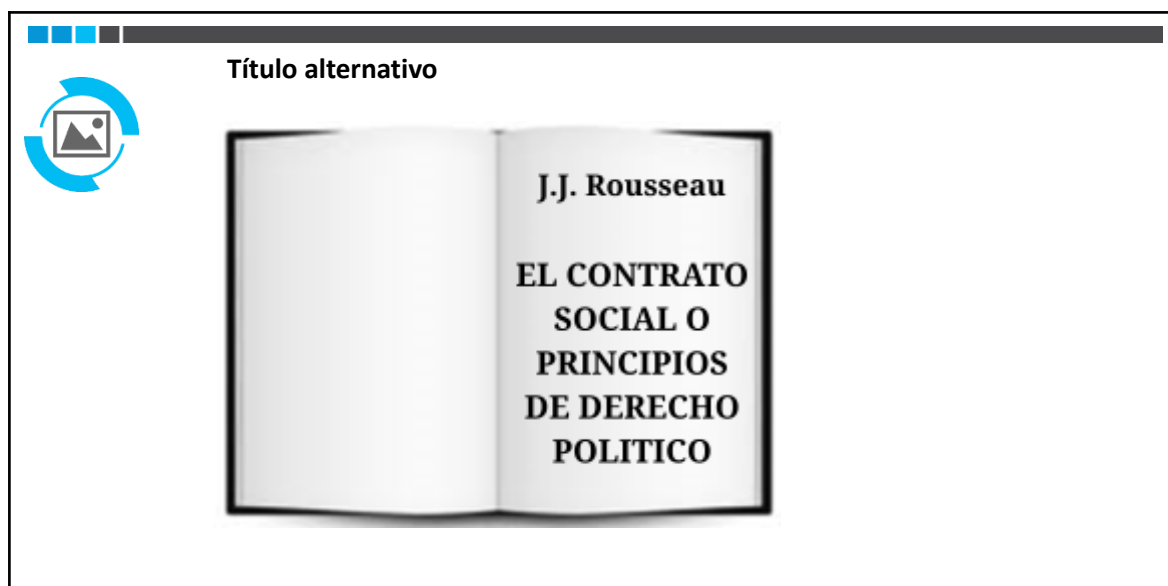 Título alternativo
J.J. Rousseau
EL CONTRATO
SOCIAL O
PRINCIPIOS
DE DERECHO
POLITICO